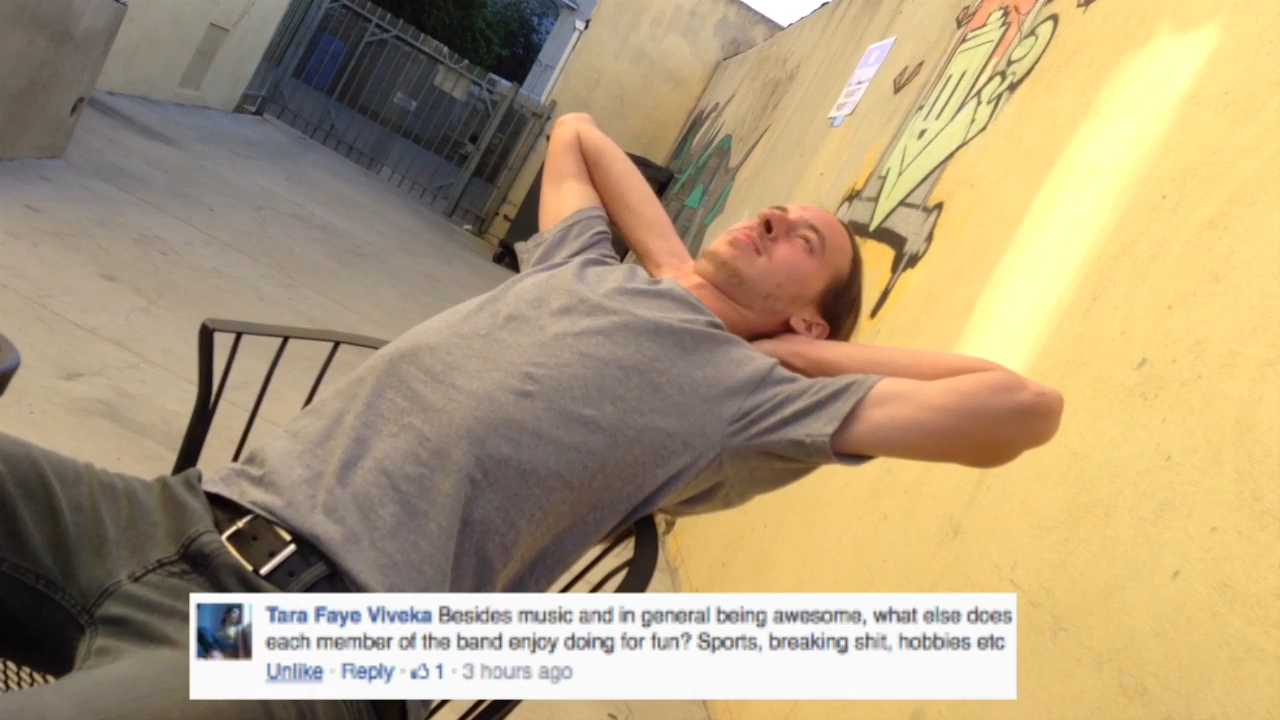 Tara Faye Viveka Besides music and in general being awesome, what else does
each member of the band enjoy doing for fun? Sports, breaking shit, hobbies etc
Unlike · Reply · 1 · 3 hours ago